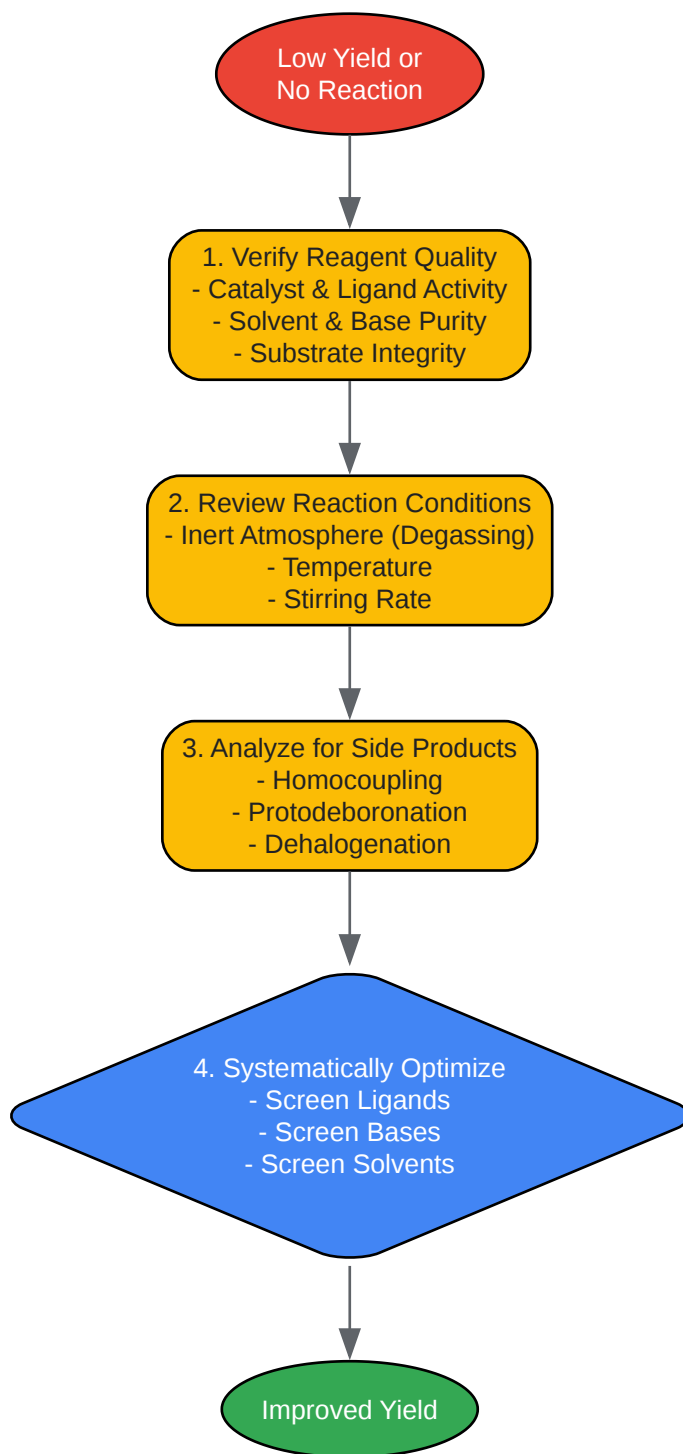 Low Yield or
No Reaction
1. Verify Reagent Quality
- Catalyst & Ligand Activity
- Solvent & Base Purity
- Substrate Integrity
2. Review Reaction Conditions
- Inert Atmosphere (Degassing)
- Temperature
- Stirring Rate
3. Analyze for Side Products
- Homocoupling
- Protodeboronation
- Dehalogenation
4. Systematically Optimize
- Screen Ligands
- Screen Bases
- Screen Solvents
Improved Yield